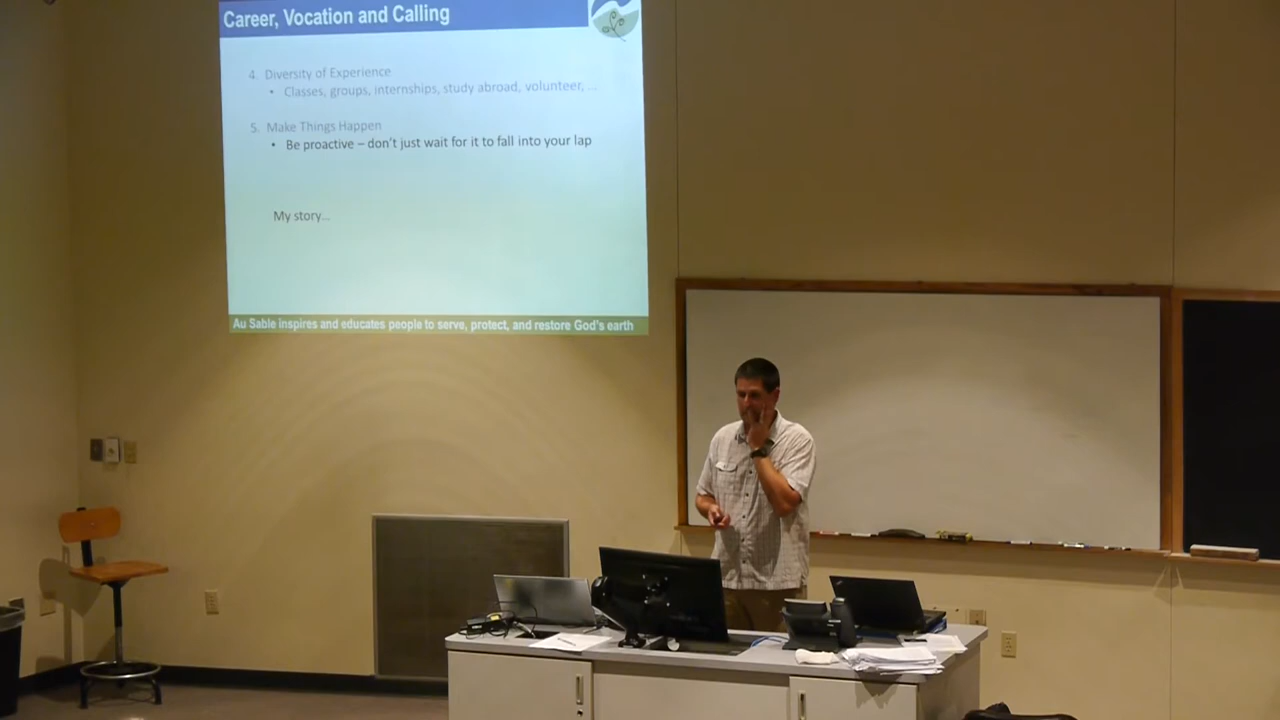 Career, Vocation and Calling
4. Diversity of Experience
• Classes, groups, internships, study abroad, volunteer, ...
5. Make Things Happen
• Be proactive – don't just wait for it to fall into your lap
My story...
Au Sable inspires and educates people to serve, protect, and restore God's earth